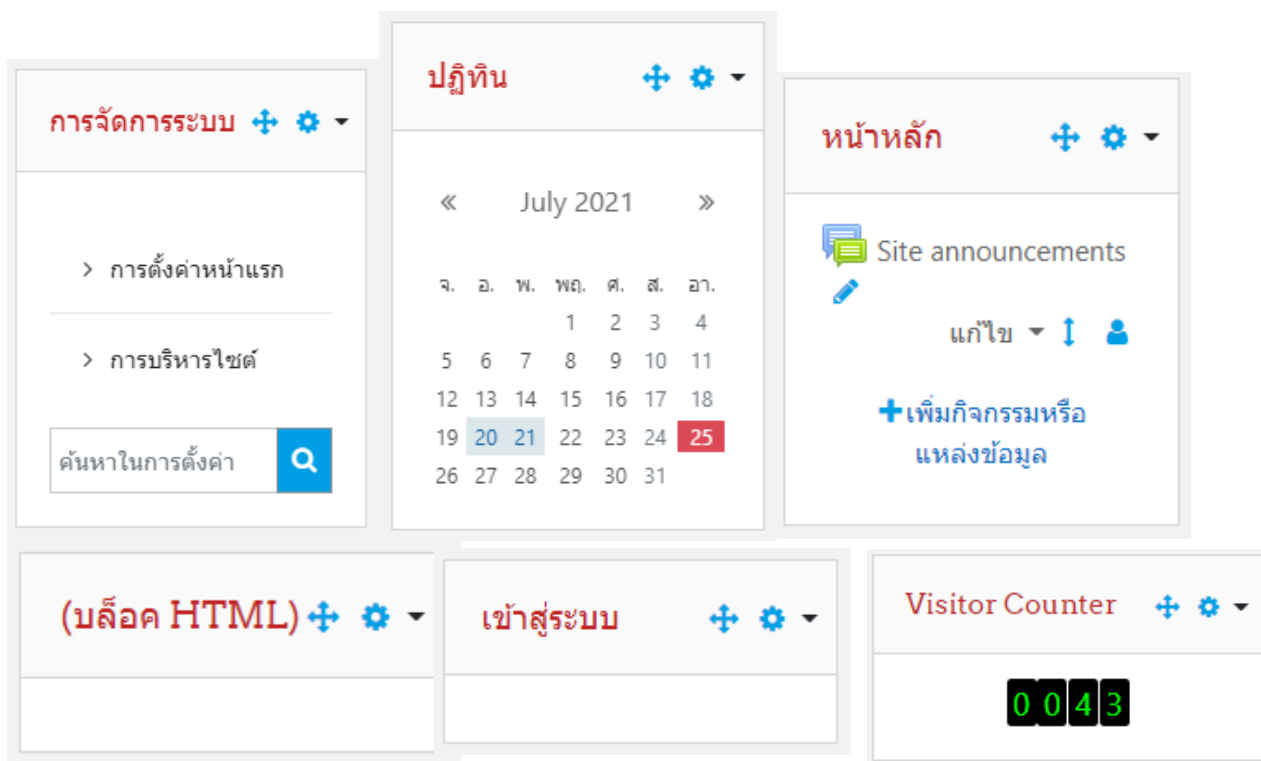 การจัดการระบบ
การตั้งค่าหน้าแรก
การบริหารไซต์
ค้นหาในการตั้งค่า
ปฏิทิน
« July 2021 »
จ. อ. พ. พฤ. ศ. ส. อา.
1 2 3 4
5 6 7 8 9 10 11
12 13 14 15 16 17 18
19 20 21 22 23 24 25
26 27 28 29 30 31
หน้าหลัก
Site announcements
แก้ไข
เพิ่มกิจกรรมหรือ
แหล่งข้อมูล
(บล็อค HTML)
เข้าสู่ระบบ
Visitor Counter
0043